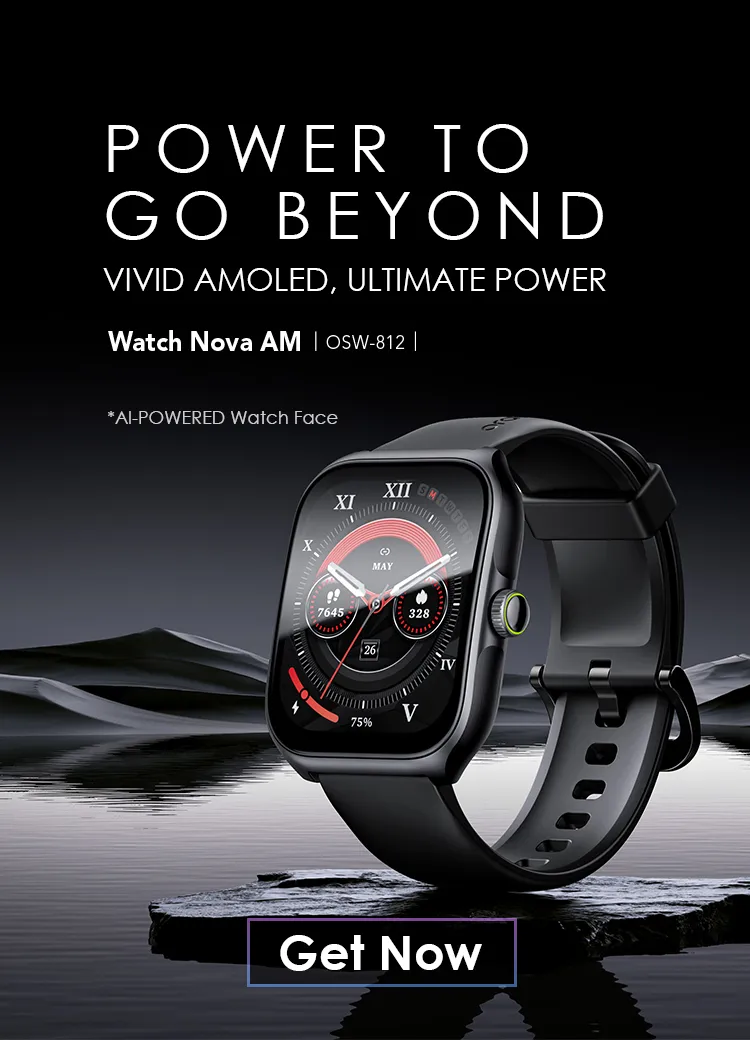 POWER TO
GO BEYOND
VIVID AMOLED, ULTIMATE POWER
Watch Nova AM | OSW-812 |
*AI-POWERED Watch Face
XII
XI
X
MAY
7645
328
26
IV
V
75%
Get Now